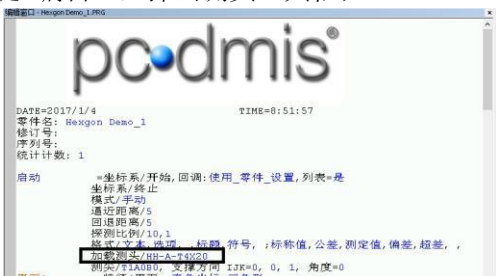 编辑窗口 - Hexgon Demo_1.PRG
pcdmis®
DATE=2017/1/4 TIME=8:51:57
零件名: Hexgon Demo_1
修订号:
序列号:
统计计数: 1
启动 =坐标系/开始,回调:使用_零件_设置,列表=是
坐标系/终止
模式/手动
逼近距离/5
回退距离/5
探测比例/10,1
格式/文本,选项, ,标题,符号, ;标称值,公差,测定值,偏差,超差, ,
加载测头/HH-A-T4X20
测尖/T1A0B0, 支撑方向 IJK=0, 0, 1, 角度=0